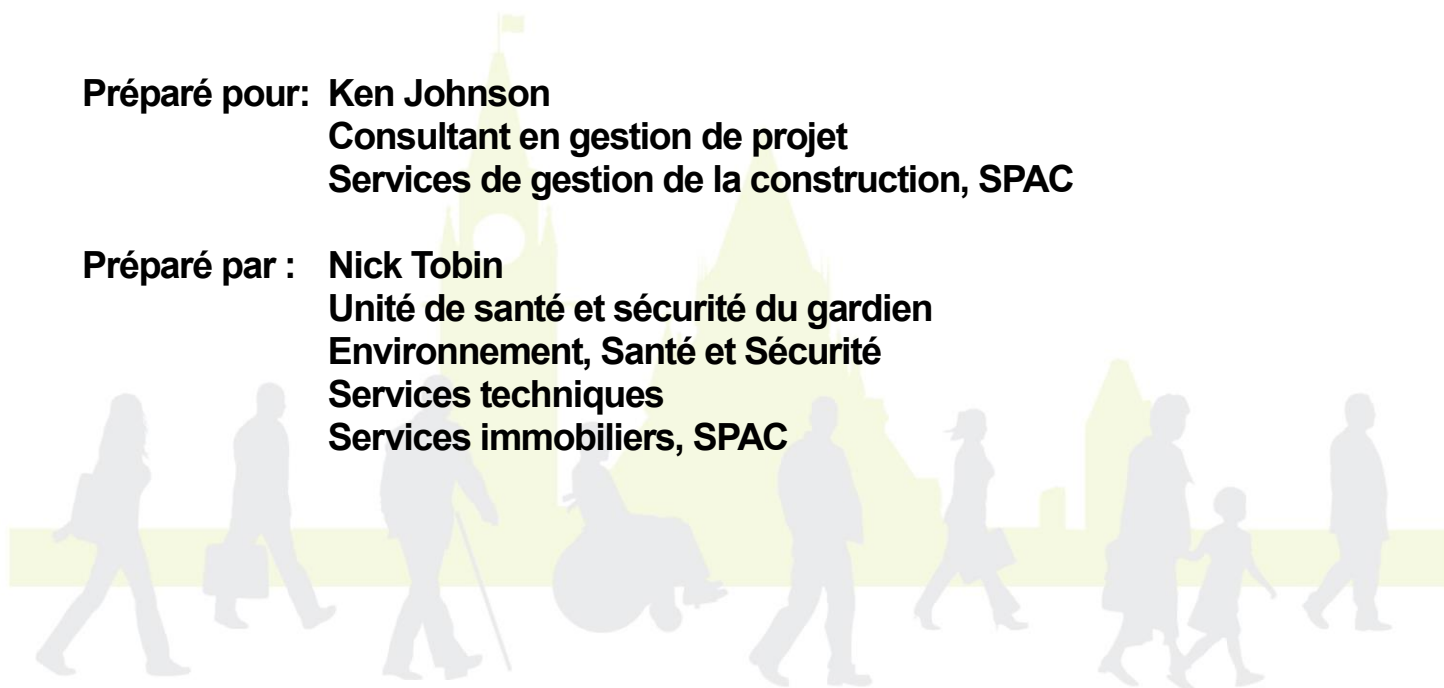 Préparé pour: Ken Johnson
Consultant en gestion de projet
Services de gestion de la construction, SPAC
Préparé par : Nick Tobin
Unité de santé et sécurité du gardien
Environnement, Santé et Sécurité
Services techniques
Services immobiliers, SPAC